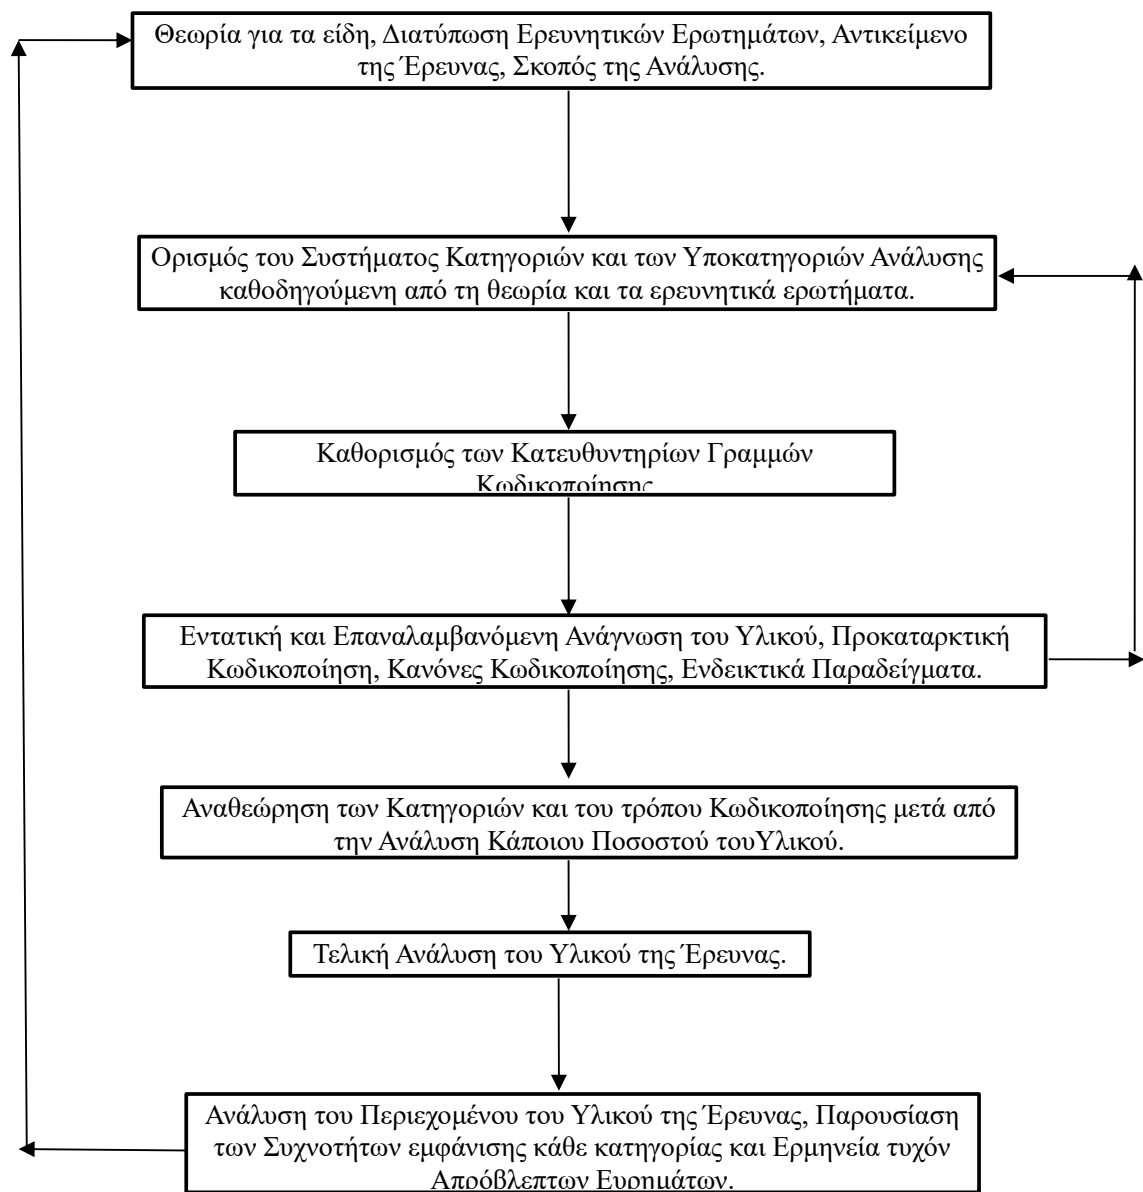 Θεωρία για τα είδη, Διατύπωση Ερευνητικών Ερωτημάτων, Αντικείμενο
της Έρευνας, Σκοπός της Ανάλυσης.
Ορισμός του Συστήματος Κατηγοριών και των Υποκατηγοριών Ανάλυσης
καθοδηγούμενη από τη θεωρία και τα ερευνητικά ερωτήματα.
Καθορισμός των Κατευθυντηρίων Γραμμών
Κωδικοποίησης
Εντατική και Επαναλαμβανόμενη Ανάγνωση του Υλικού, Προκαταρκτική
Κωδικοποίηση, Κανόνες Κωδικοποίησης, Ενδεικτικά Παραδείγματα.
Αναθεώρηση των Κατηγοριών και του τρόπου Κωδικοποίησης μετά από
την Ανάλυση Κάποιου Ποσοστού τουΥλικού.
Τελική Ανάλυση του Υλικού της Έρευνας.
Ανάλυση του Περιεχομένου του Υλικού της Έρευνας, Παρουσίαση
των Συχνοτήτων εμφάνισης κάθε κατηγορίας και Ερμηνεία τυχόν
Απρόβλεπτων Ευρημάτων.